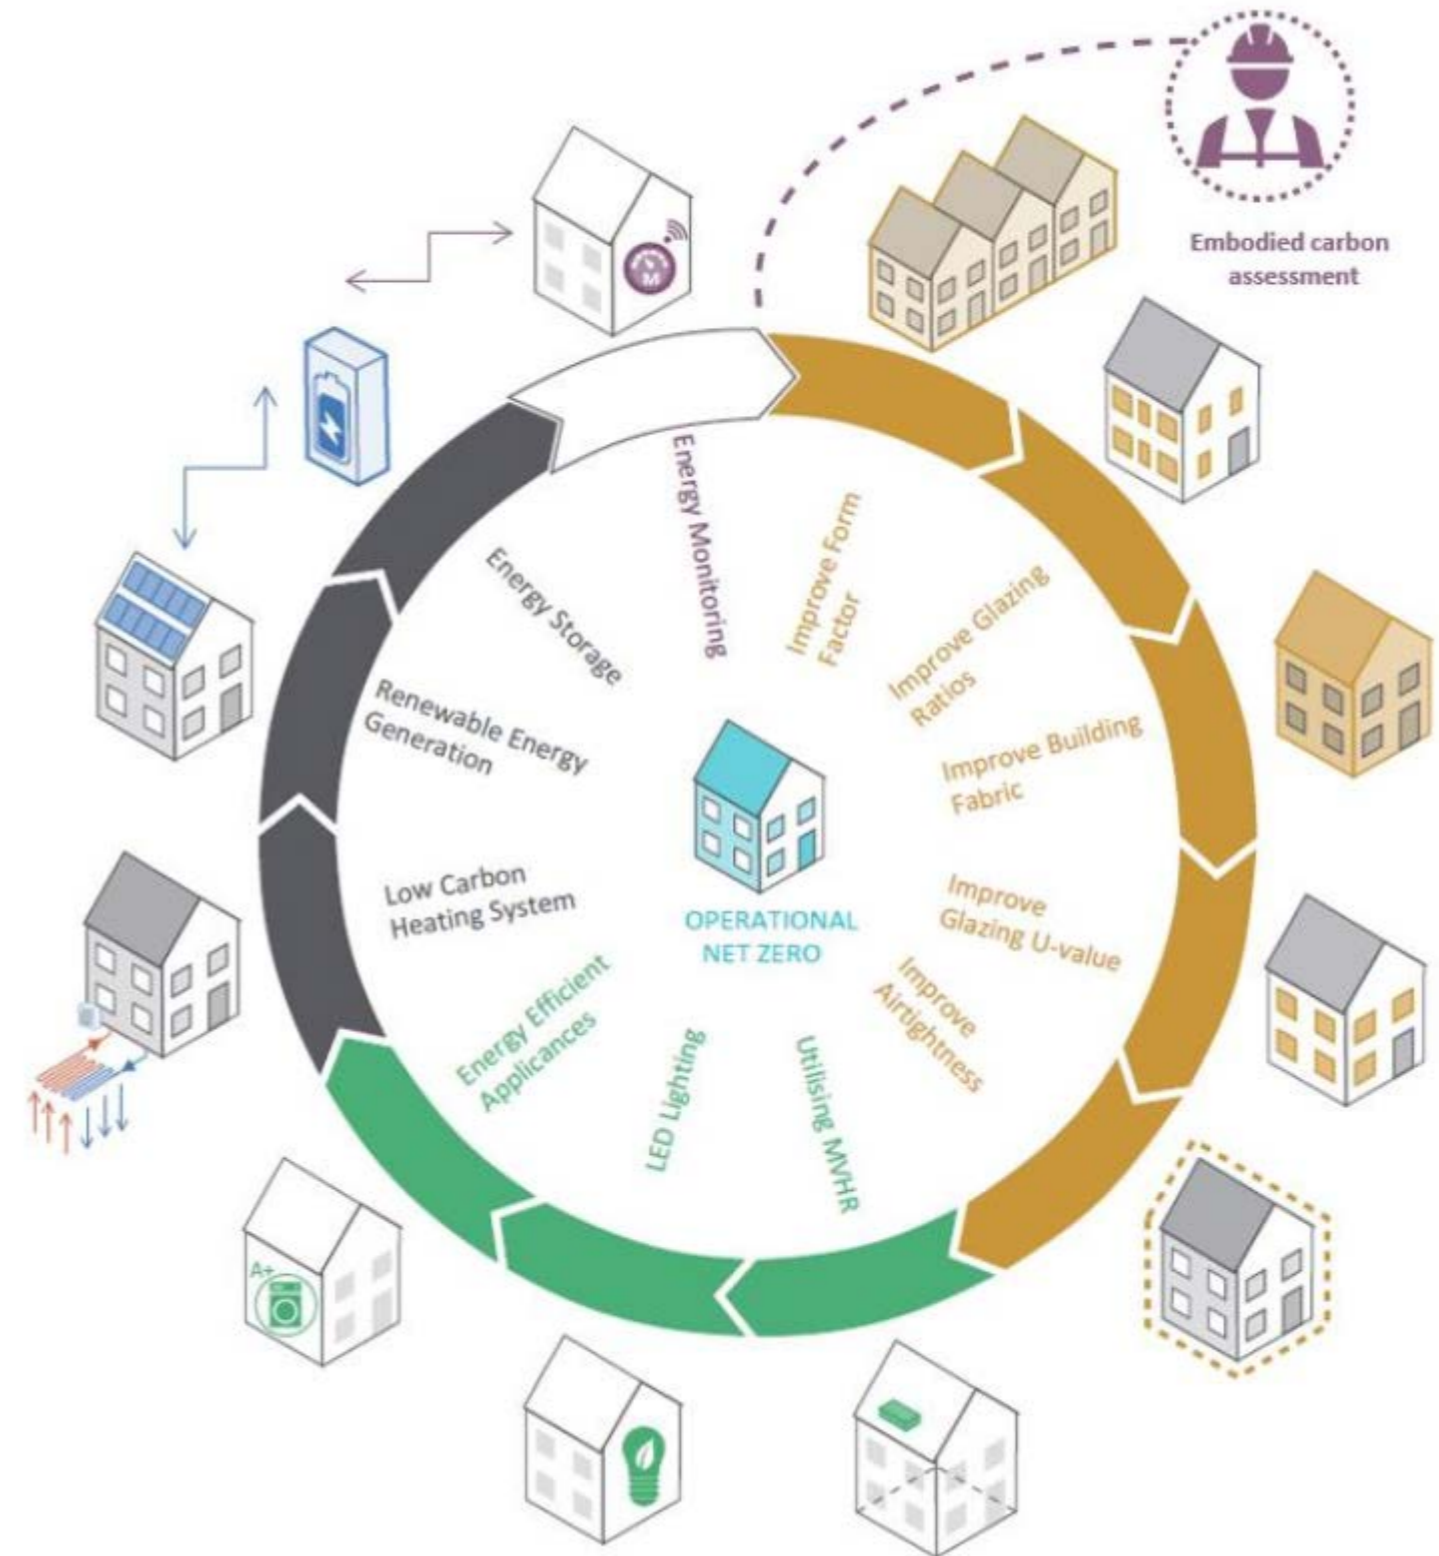 Embodied carbon
assessment
M
Energy Monitoring
Improve Form
Factor
Improve Glazing
Ratios
Improve Building
Fabric
Improve
Glazing U-value
Improve
Airtightness
Utilising MVHR
LED Lighting
Energy Efficient
Applicances
A+
Low Carbon
Heating System
Renewable Energy
Generation
Energy Storage
OPERATIONAL
NET ZERO